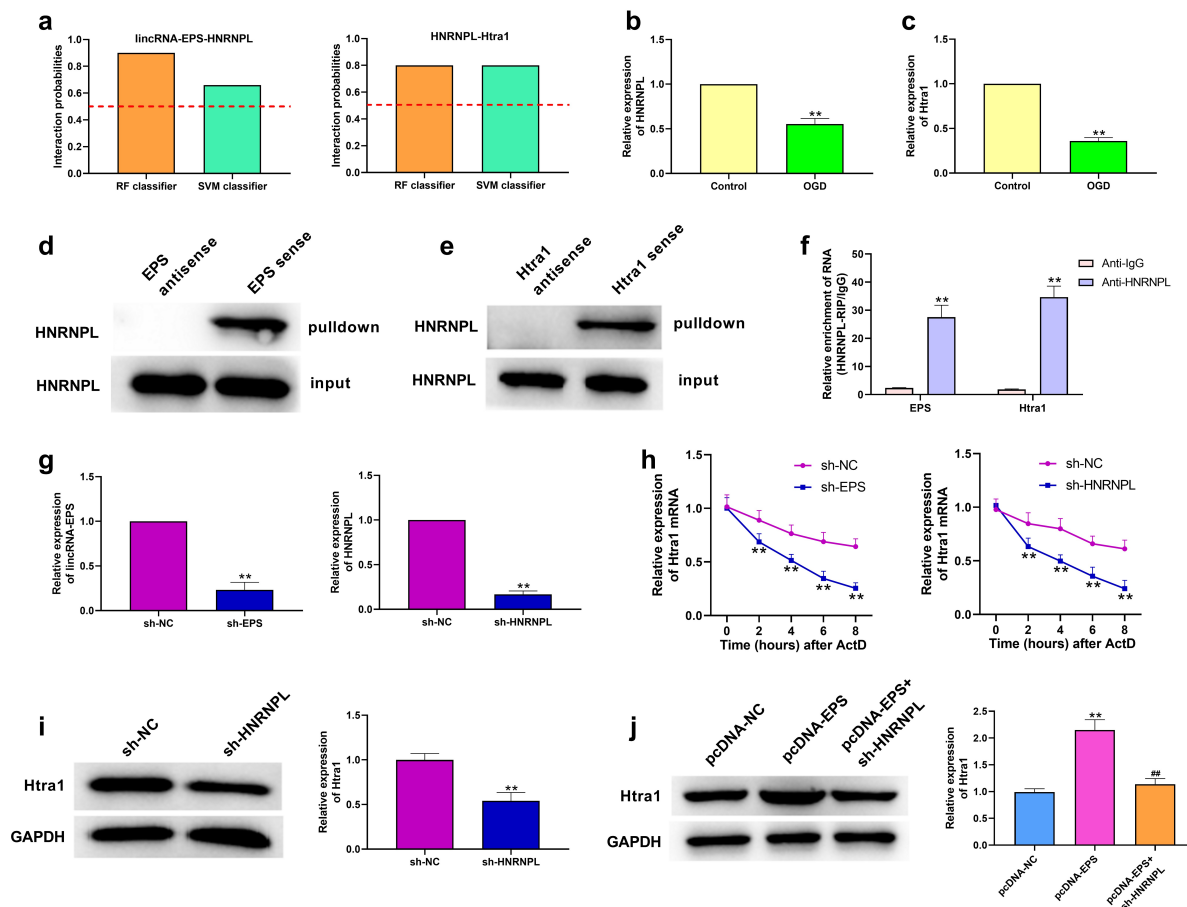 a
lincRNA-EPS-HNRNPL
Interaction probabilities
1.0
0.8
0.6
0.4
0.2
0.0
RF classifier
SVM classifier
HNRNPL-Htra1
Interaction probabilities
1.0
0.8
0.6
0.4
0.2
0.0
RF classifier
SVM classifier
b
Relative expression
of HNRNPL
1.5
1.0
0.5
0.0
**
Control
OGD
c
Relative expression
of Htra1
1.5
1.0
0.5
0.0
**
Control
OGD
d
EPS
antisense
EPS sense
HNRNPL
pulldown
HNRNPL
input
e
Htra1
antisense
Htra1 sense
HNRNPL
pulldown
HNRNPL
input
f
Relative enrichment of RNA
(HNRNPL-RIP/IgG)
50
40
30
20
10
0
**
**
EPS
Htra1
Anti-IgG
Anti-HNRNPL
g
Relative expression
of lincRNA-EPS
1.5
1.0
0.5
0.0
**
sh-NC
sh-EPS
Relative expression
of HNRNPL
1.5
1.0
0.5
0.0
**
sh-NC
sh-HNRNPL
h
Relative expression
of Htra1 mRNA
1.5
1.0
0.5
0.0
sh-NC
sh-EPS
**
**
**
**
0
2
4
6
8
Time (hours) after ActD
Relative expression
of Htra1 mRNA
1.5
1.0
0.5
0.0
sh-NC
sh-HNRNPL
**
**
**
**
0
2
4
6
8
Time (hours) after ActD
i
sh-NC
sh-HNRNPL
Htra1
GAPDH
Relative expression
of Htra1
1.5
1.0
0.5
0.0
**
sh-NC
sh-HNRNPL
j
pcDNA-NC
pcDNA-EPS
pcDNA-EPS+
sh-HNRNPL
Htra1
GAPDH
Relative expression
of Htra1
2.5
2.0
1.5
1.0
0.5
0.0
**
##
pcDNA-NC
pcDNA-EPS
pcDNA-EPS+
sh-HNRNPL